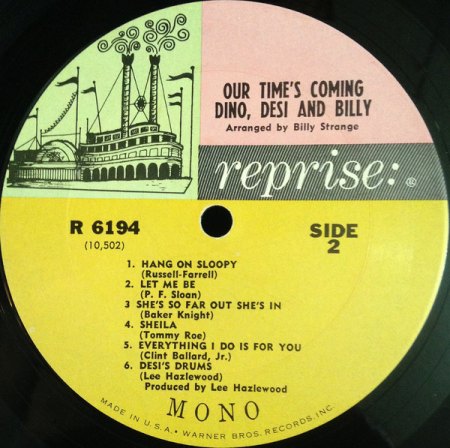 OUR TIME'S COMING
DINO, DESI AND BILLY
Arranged by Billy Strange
reprise: ®
R 6194
(10,502)
SIDE
2
1. HANG ON SLOOPY
(Russell-Farrell)
2. LET ME BE
(P. F. Sloan)
3 SHE'S SO FAR OUT SHE'S IN
(Baker Knight)
4. SHEILA
(Tommy Roe)
5. EVERYTHING I DO IS FOR YOU
(Clint Ballard, Jr.)
6. DESI'S DRUMS
(Lee Hazlewood)
Produced by Lee Hazlewood
MONO
MADE IN U.S.A. • WARNER BROS. RECORDS, INC.